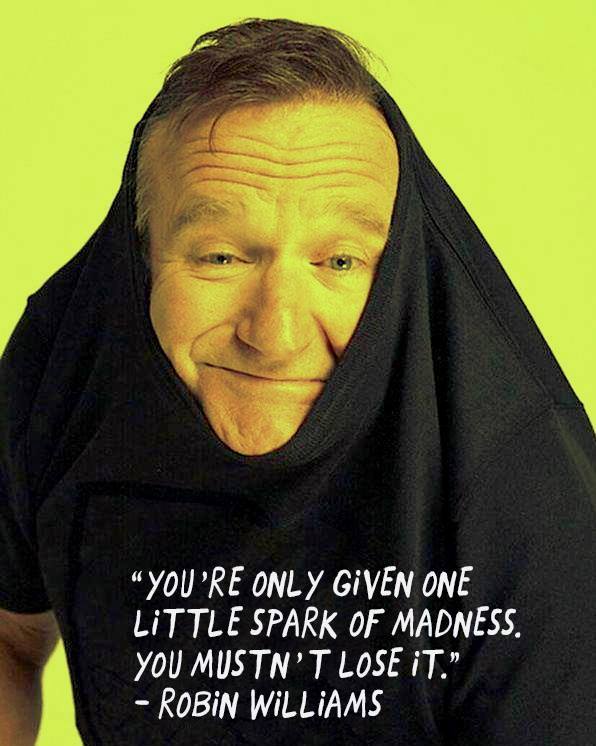 “YOU’RE ONLY GIVEN ONE
LITTLE SPARK OF MADNESS.
YOU MUSTN’T LOSE IT.”
– ROBIN WILLIAMS